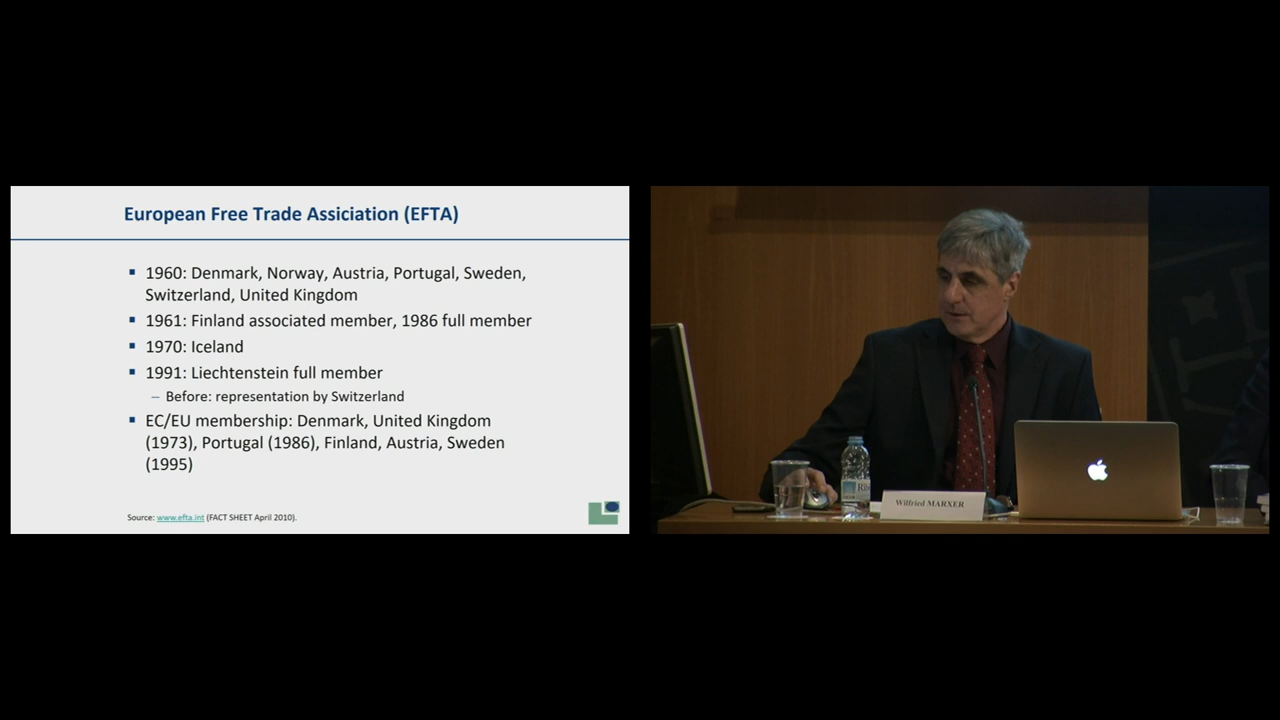 European Free Trade Assiciation (EFTA)
1960: Denmark, Norway, Austria, Portugal, Sweden,
Switzerland, United Kingdom
1961: Finland associated member, 1986 full member
1970: Iceland
1991: Liechtenstein full member
– Before: representation by Switzerland
EC/EU membership: Denmark, United Kingdom
(1973), Portugal (1986), Finland, Austria, Sweden
(1995)
Source: www.efta.int (FACT SHEET April 2010).
Wilfried MARXER